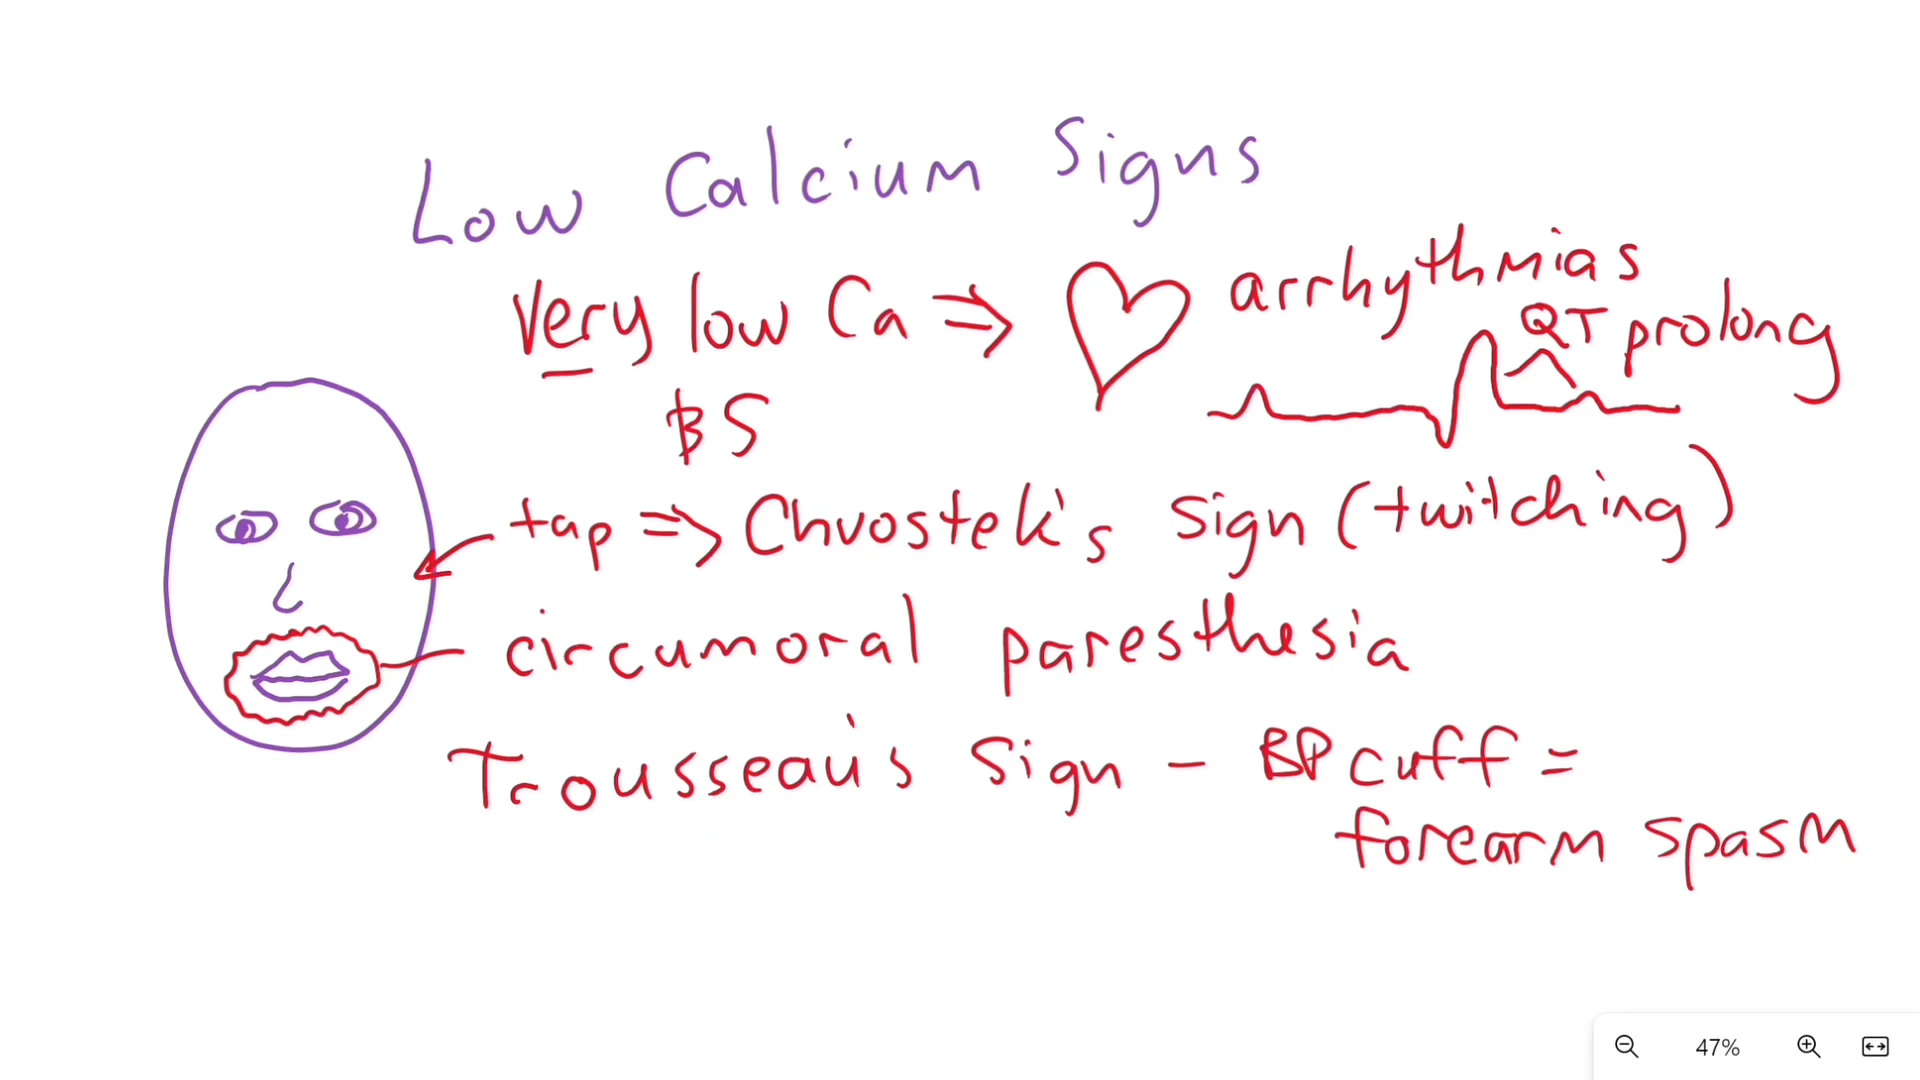 Low Calcium Signs
Very low Ca => arrhythmias
QT prolong
tap => Chvostek's sign (twitching)
circumoral paresthesia
Trousseau's Sign - BP cuff =
forearm spasm
47%